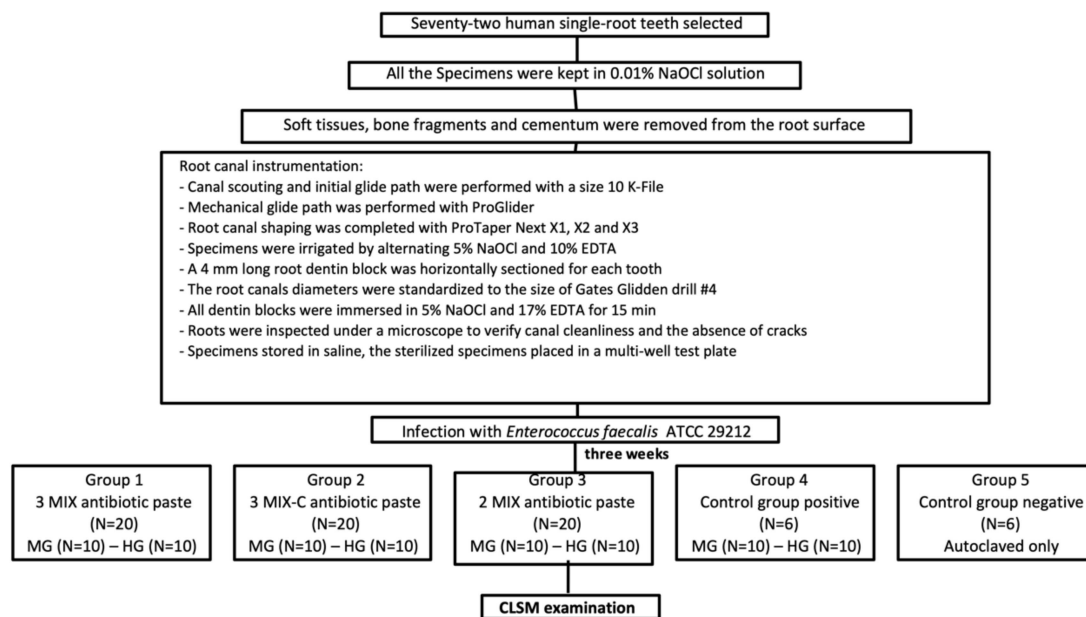 Seventy-two human single-root teeth selected
All the Specimens were kept in 0.01% NaOCl solution
Soft tissues, bone fragments and cementum were removed from the root surface
Root canal instrumentation:
- Canal scouting and initial glide path were performed with a size 10 K-File
- Mechanical glide path was performed with ProGlider
- Root canal shaping was completed with ProTaper Next X1, X2 and X3
- Specimens were irrigated by alternating 5% NaOCl and 10% EDTA
- A 4 mm long root dentin block was horizontally sectioned for each tooth
- The root canals diameters were standardized to the size of Gates Glidden drill #4
- All dentin blocks were immersed in 5% NaOCl and 17% EDTA for 15 min
- Roots were inspected under a microscope to verify canal cleanliness and the absence of cracks
- Specimens stored in saline, the sterilized specimens placed in a multi-well test plate
Infection with Enterococcus faecalis ATCC 29212
three weeks
Group 1
3 MIX antibiotic paste
(N=20)
MG (N=10) – HG (N=10)
Group 2
3 MIX-C antibiotic paste
(N=20)
MG (N=10) – HG (N=10)
Group 3
2 MIX antibiotic paste
(N=20)
MG (N=10) – HG (N=10)
Group 4
Control group positive
(N=6)
MG (N=10) – HG (N=10)
Group 5
Control group negative
(N=6)
Autoclaved only
CLSM examination